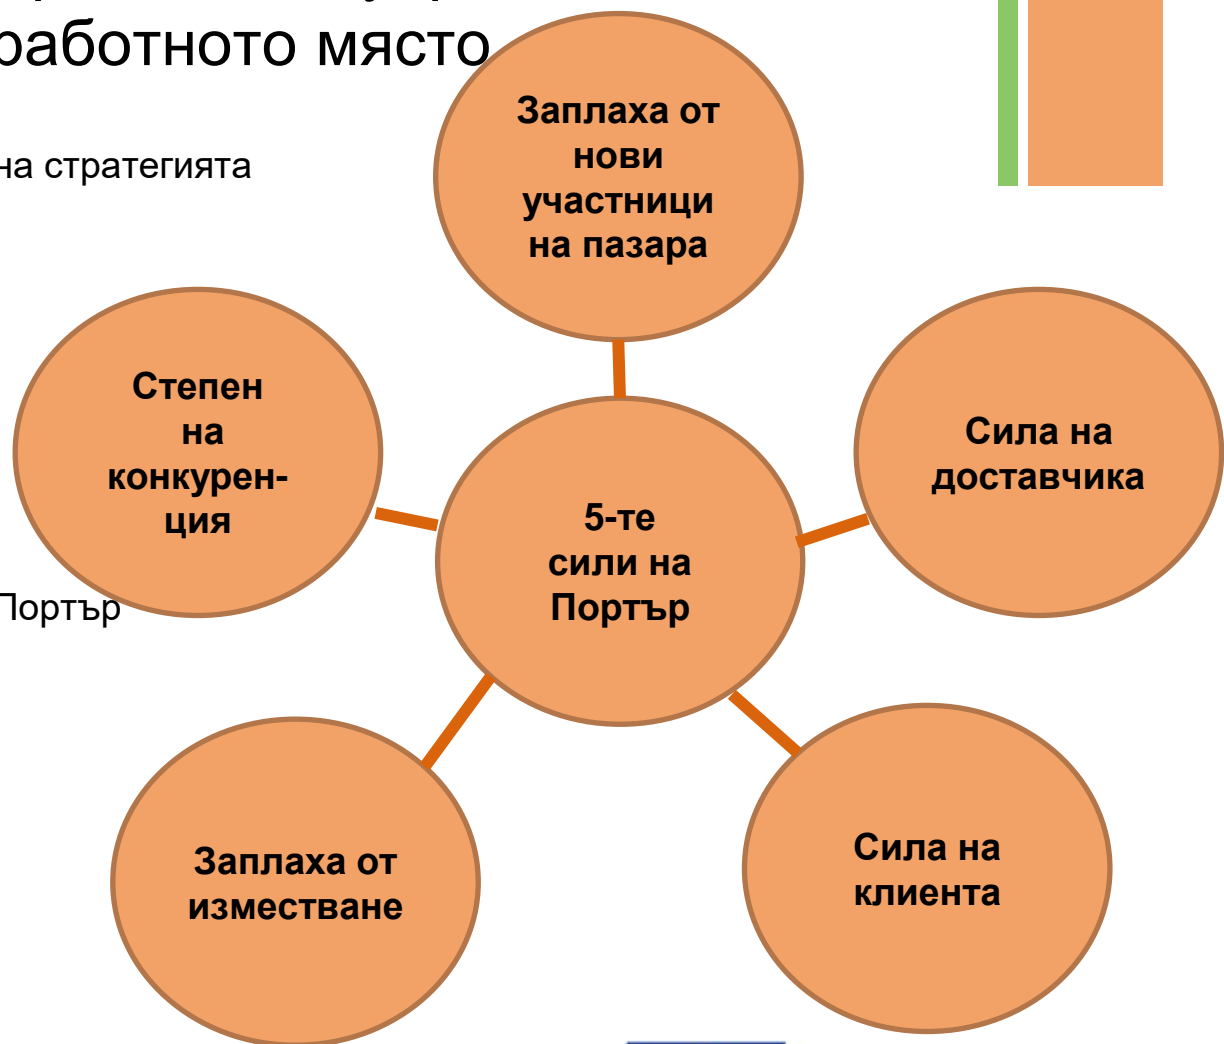 работното място
на стратегията
Заплаха от
нови
участници
на пазара
Степен
на
конкурен-
ция
Сила на
доставчика
5-те
сили на
Портър
Портър
Заплаха от
изместване
Сила на
клиента